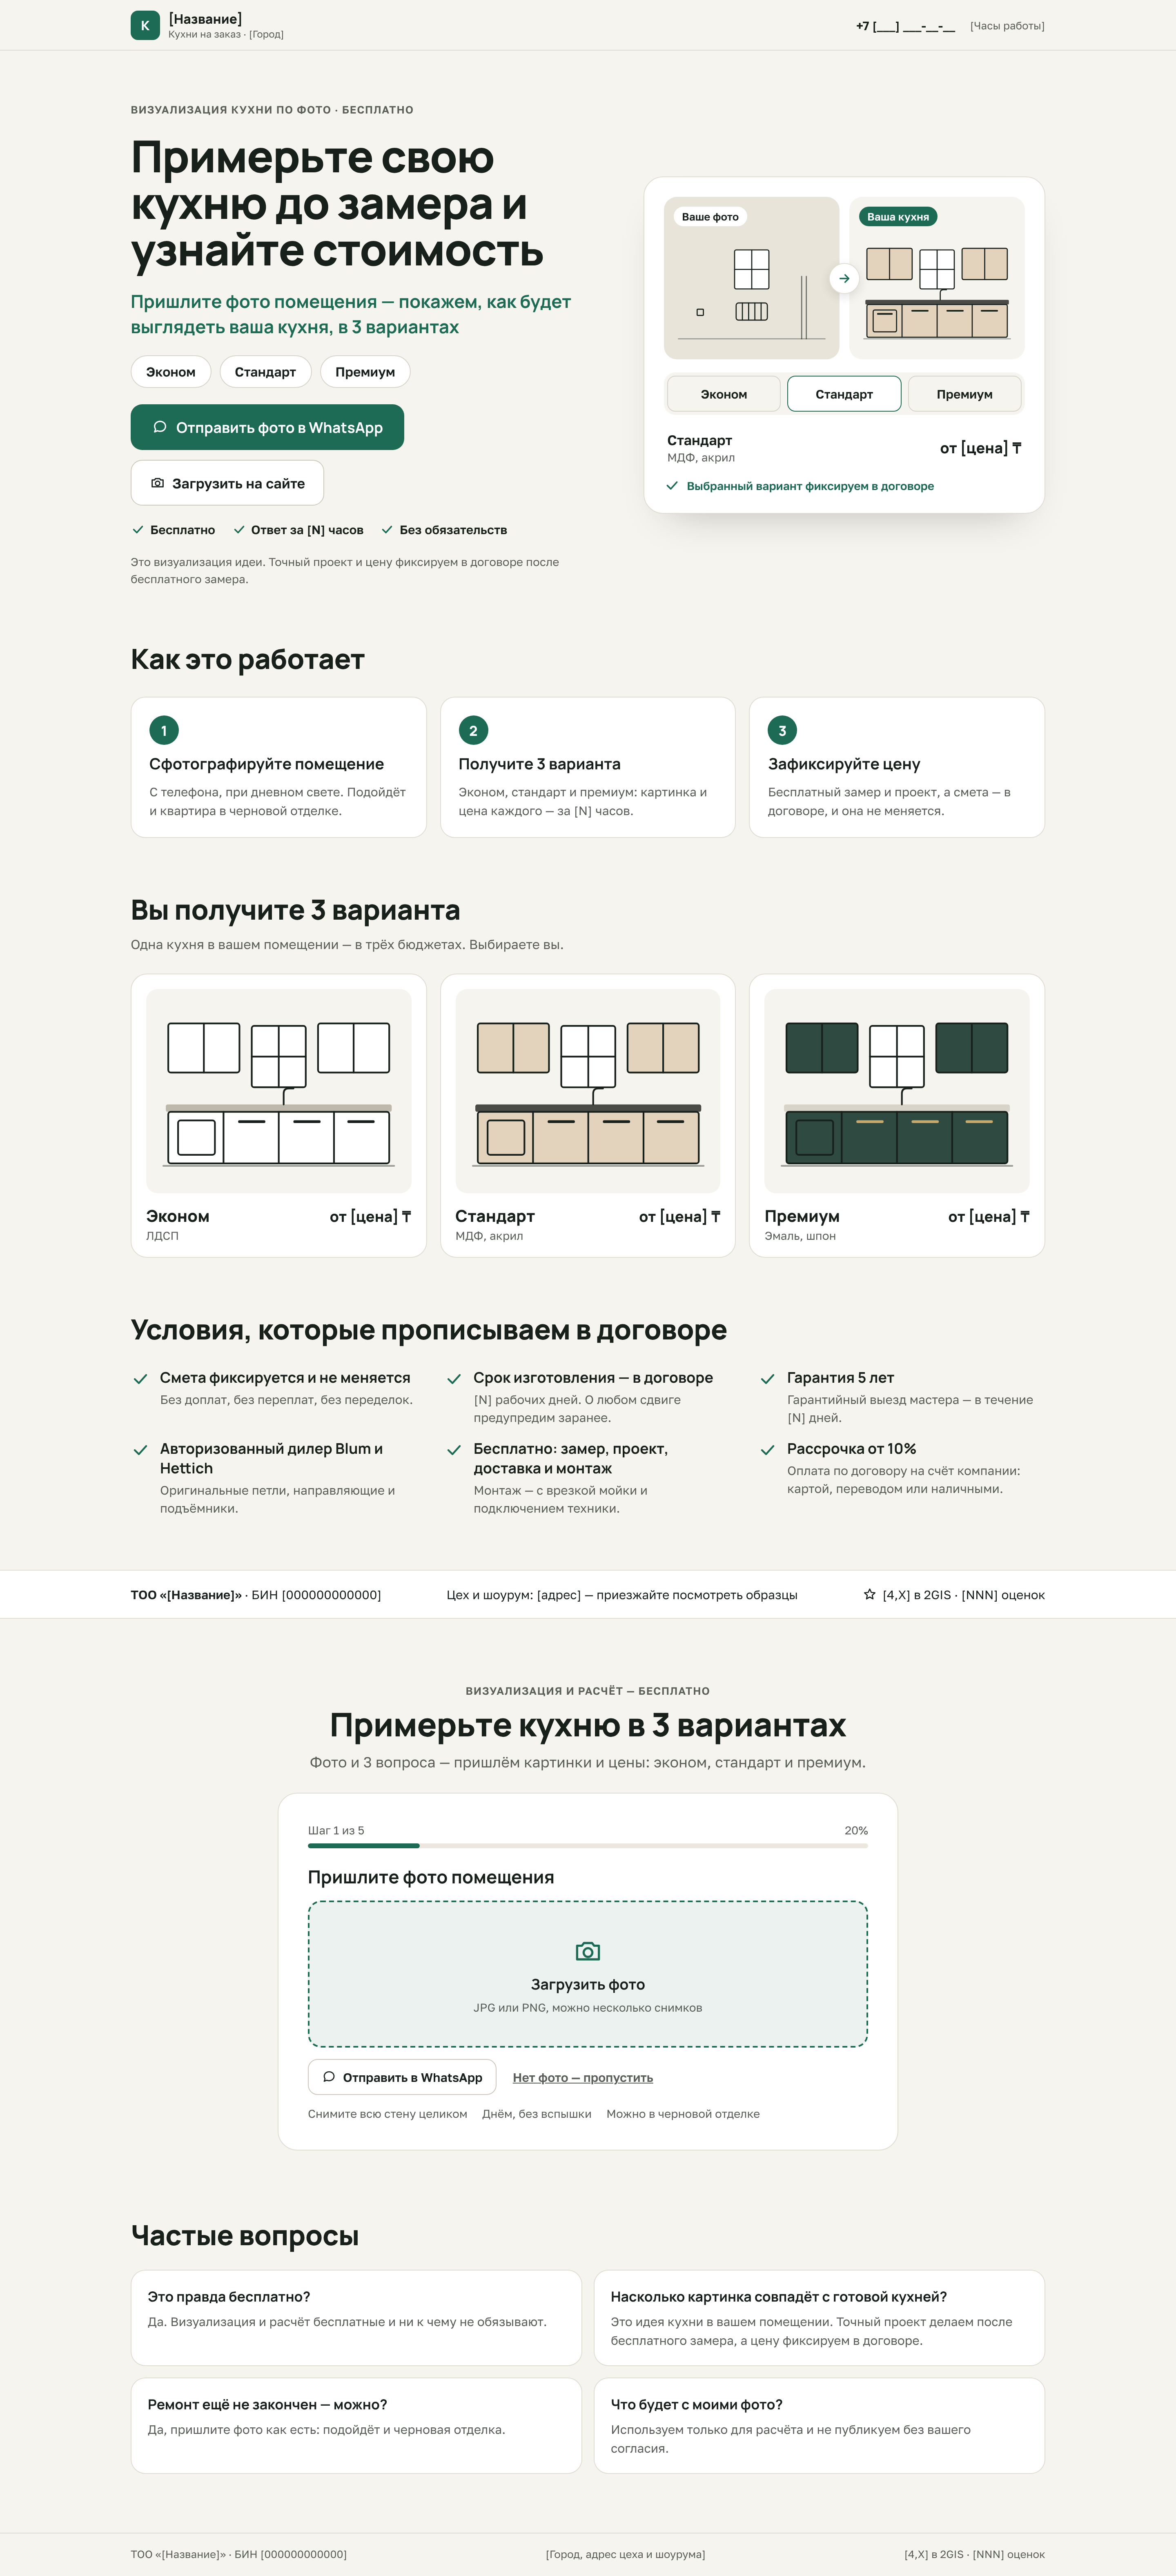 К
[Название]
Кухни на заказ · [Город]
+7 [___] ___-__-__
[Часы работы]
ВИЗУАЛИЗАЦИЯ КУХНИ ПО ФОТО · БЕСПЛАТНО
Примерьте свою
кухню до замера и
узнайте стоимость
Пришлите фото помещения — покажем, как будет
выглядеть ваша кухня, в 3 вариантах
Эконом
Стандарт
Премиум
Отправить фото в WhatsApp
Загрузить на сайте
Бесплатно
Ответ за [N] часов
Без обязательств
Это визуализация идеи. Точный проект и цену фиксируем в договоре после
бесплатного замера.
Ваше фото
Ваша кухня
Эконом
Стандарт
Премиум
Стандарт
МДФ, акрил
от [цена] ₸
Выбранный вариант фиксируем в договоре
Как это работает
1
Сфотографируйте помещение
С телефона, при дневном свете. Подойдёт
и квартира в черновой отделке.
2
Получите 3 варианта
Эконом, стандарт и премиум: картинка и
цена каждого — за [N] часов.
3
Зафиксируйте цену
Бесплатный замер и проект, а смета — в
договоре, и она не меняется.
Вы получите 3 варианта
Одна кухня в вашем помещении — в трёх бюджетах. Выбираете вы.
Эконом
от [цена] ₸
ЛДСП
Стандарт
от [цена] ₸
МДФ, акрил
Премиум
от [цена] ₸
Эмаль, шпон
Условия, которые прописываем в договоре
Смета фиксируется и не меняется
Без доплат, без переплат, без переделок.
Срок изготовления — в договоре
[N] рабочих дней. О любом сдвиге
предупредим заранее.
Гарантия 5 лет
Гарантийный выезд мастера — в течение
[N] дней.
Авторизованный дилер Blum и
Hettich
Оригинальные петли, направляющие и
подъёмники.
Бесплатно: замер, проект,
доставка и монтаж
Монтаж — с врезкой мойки и
подключением техники.
Рассрочка от 10%
Оплата по договору на счёт компании:
картой, переводом или наличными.
ТОО «[Название]» · БИН [000000000000]
Цех и шоурум: [адрес] — приезжайте посмотреть образцы
[4,X] в 2GIS · [NNN] оценок
ВИЗУАЛИЗАЦИЯ И РАСЧЁТ — БЕСПЛАТНО
Примерьте кухню в 3 вариантах
Фото и 3 вопроса — пришлём картинки и цены: эконом, стандарт и премиум.
Шаг 1 из 5
20%
Пришлите фото помещения
Загрузить фото
JPG или PNG, можно несколько снимков
Отправить в WhatsApp
Нет фото — пропустить
Снимите всю стену целиком
Днём, без вспышки
Можно в черновой отделке
Частые вопросы
Это правда бесплатно?
Да. Визуализация и расчёт бесплатные и ни к чему не обязывают.
Насколько картинка совпадёт с готовой кухней?
Это идея кухни в вашем помещении. Точный проект делаем после
бесплатного замера, а цену фиксируем в договоре.
Ремонт ещё не закончен — можно?
Да, пришлите фото как есть: подойдёт и черновая отделка.
Что будет с моими фото?
Используем только для расчёта и не публикуем без вашего
согласия.
ТОО «[Название]» · БИН [000000000000]
[Город, адрес цеха и шоурума]
[4,X] в 2GIS · [NNN] оценок